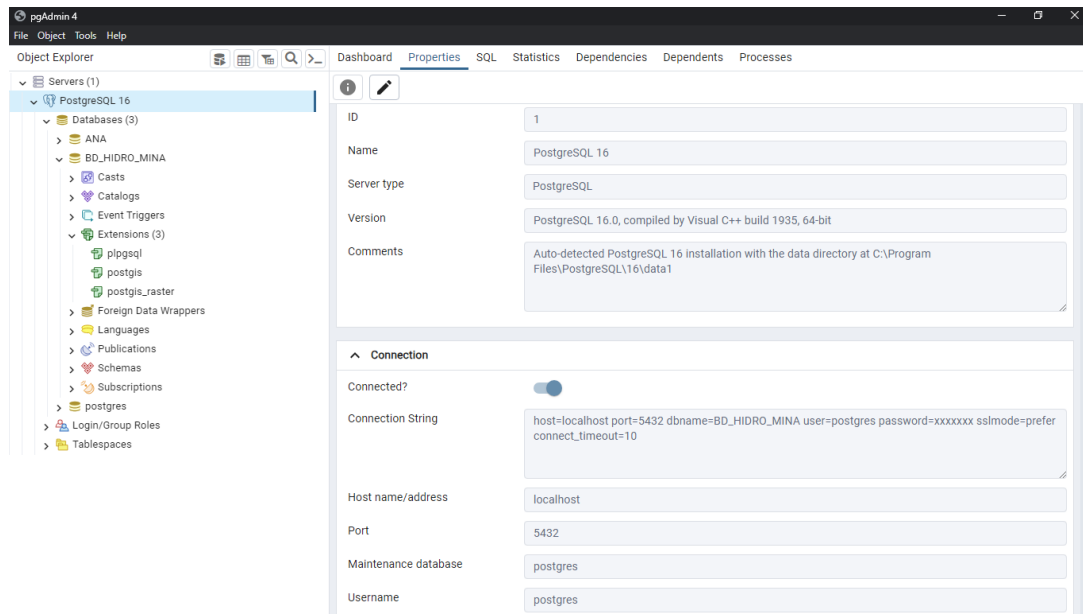 pgAdmin 4
File Object Tools Help
Object Explorer
Servers (1)
PostgreSQL 16
Databases (3)
ANA
BD_HIDRO_MINA
Casts
Catalogs
Event Triggers
Extensions (3)
plpgsql
postgis
postgis_raster
Foreign Data Wrappers
Languages
Publications
Schemas
Subscriptions
postgres
Login/Group Roles
Tablespaces
Dashboard Properties SQL Statistics Dependencies Dependents Processes
ID
1
Name
PostgreSQL 16
Server type
PostgreSQL
Version
PostgreSQL 16.0, compiled by Visual C++ build 1935, 64-bit
Comments
Auto-detected PostgreSQL 16 installation with the data directory at C:\Program
Files\PostgreSQL\16\data1
Connection
Connected?
Connection String
host=localhost port=5432 dbname=BD_HIDRO_MINA user=postgres password=xxxxxxx sslmode=prefer
connect_timeout=10
Host name/address
localhost
Port
5432
Maintenance database
postgres
Username
postgres